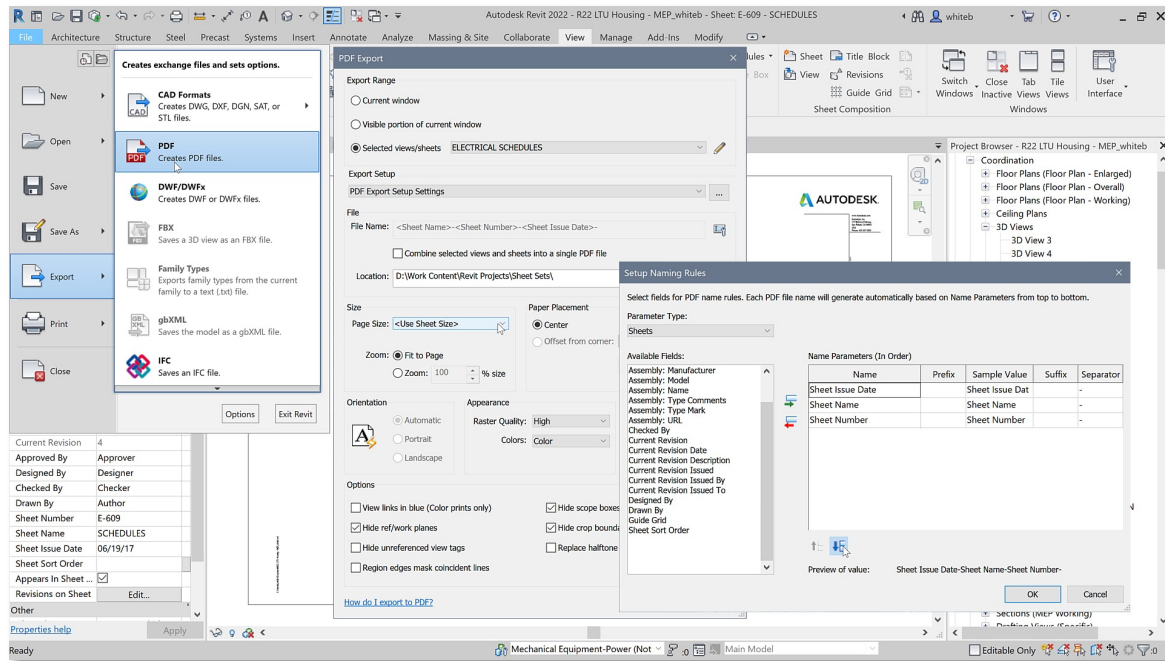 Autodesk Revit 2022 - R22 LTU Housing - MEP_whiteb - Sheet: E-609 - SCHEDULES
whiteb
File Architecture Structure Steel Precast Systems Insert Annotate Analyze Massing & Site Collaborate View Manage Add-Ins Modify
Sheet Title Block
View Revisions
Guide Grid
Sheet Composition
Switch Windows
Close Inactive
Tab Views
Tile Views
User Interface
Windows
Creates exchange files and sets options.
New
Open
Save
Save As
Export
Print
Close
CAD Formats
Creates DWG, DXF, DGN, SAT, or
STL files.
PDF
Creates PDF files.
DWF/DWFx
Creates DWF or DWFx files.
FBX
Saves a 3D view as an FBX file.
Family Types
Exports family types from the current
family to a text (.txt) file.
gbXML
Saves the model as a gbXML file.
IFC
Saves an IFC file.
Options
Exit Revit
Current Revision 4
Approved By Approver
Designed By Designer
Checked By Checker
Drawn By Author
Sheet Number E-609
Sheet Name SCHEDULES
Sheet Issue Date 06/19/17
Sheet Sort Order
Appears In Sheet ...
Revisions on Sheet Edit...
Other
Properties help
Apply
Ready
PDF Export
Export Range
Current window
Visible portion of current window
Selected views/sheets ELECTRICAL SCHEDULES
Export Setup
PDF Export Setup Settings
...
File
File Name: <Sheet Name>-<Sheet Number>-<Sheet Issue Date>-
Combine selected views and sheets into a single PDF file
Location: D:\Work Content\Revit Projects\Sheet Sets\
Size
Page Size: <Use Sheet Size>
Zoom: Fit to Page
Zoom: 100 % size
Paper Placement
Center
Offset from corner:
Orientation
Automatic
Portrait
Landscape
Appearance
Raster Quality: High
Colors: Color
Options
View links in blue (Color prints only)
Hide ref/work planes
Hide unreferenced view tags
Region edges mask coincident lines
Hide scope boxes
Hide crop bounda
Replace halftone
How do I export to PDF?
Setup Naming Rules
Select fields for PDF name rules. Each PDF file name will generate automatically based on Name Parameters from top to bottom.
Parameter Type:
Sheets
Available Fields:
Assembly: Manufacturer
Assembly: Model
Assembly: Name
Assembly: Type Comments
Assembly: Type Mark
Assembly: URL
Checked By
Current Revision
Current Revision Date
Current Revision Description
Current Revision Issued
Current Revision Issued By
Current Revision Issued To
Designed By
Drawn By
Guide Grid
Sheet Sort Order
Name Parameters (In Order)
Name Prefix Sample Value Suffix Separator
Sheet Issue Date Sheet Issue Dat -
Sheet Name Sheet Name -
Sheet Number Sheet Number -
Preview of value: Sheet Issue Date-Sheet Name-Sheet Number-
OK
Cancel
AUTODESK.
Project Browser - R22 LTU Housing - MEP_whiteb
Coordination
Floor Plans (Floor Plan - Enlarged)
Floor Plans (Floor Plan - Overall)
Floor Plans (Floor Plan - Working)
Ceiling Plans
3D Views
3D View 3
3D View 4
Sections (MEP Working)
Mechanical Equipment-Power (Not
:0
Main Model
Editable Only
:0